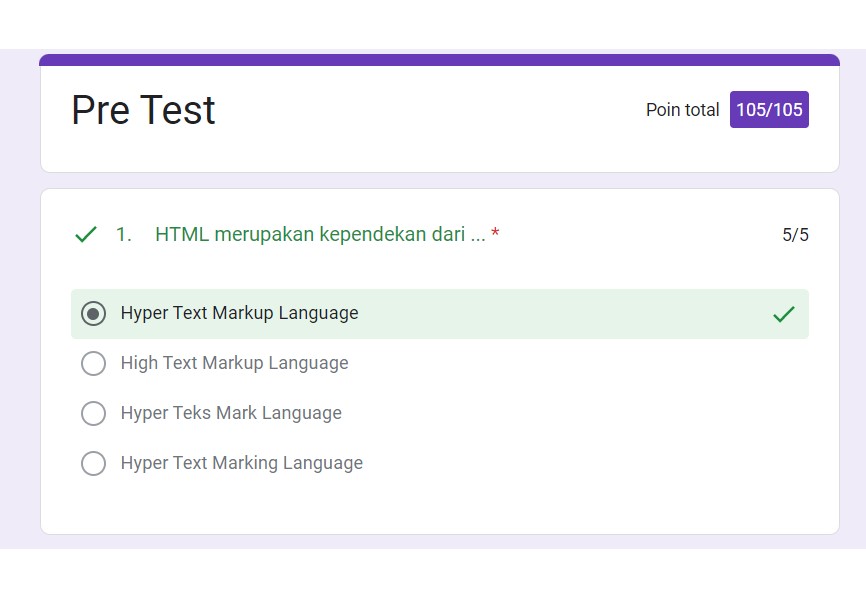 Pre Test
Poin total 105/105
1. HTML merupakan kependekan dari ... *
5/5
Hyper Text Markup Language
High Text Markup Language
Hyper Teks Mark Language
Hyper Text Marking Language